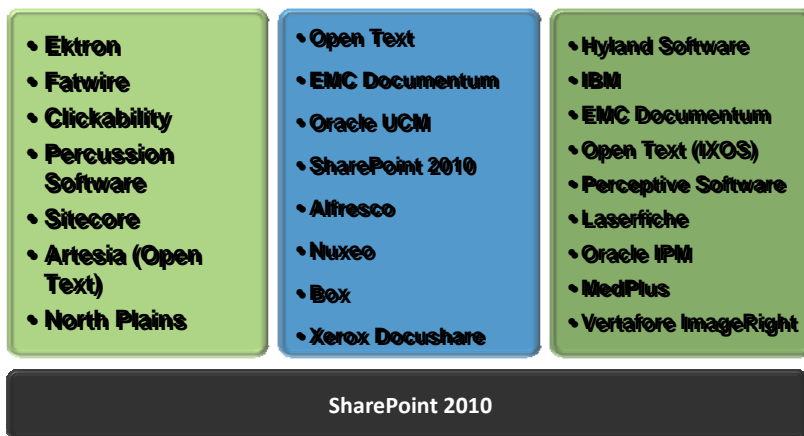 • Ektron
• Fatwire
• Clickability
• Percussion
Software
• Sitecore
• Artesia (Open
Text)
• North Plains
• Open Text
• EMC Documentum
• Oracle UCM
• SharePoint 2010
• Alfresco
• Nuxeo
• Box
• Xerox Docushare
• Hyland Software
• IBM
• EMC Documentum
• Open Text (IXOS)
• Perceptive Software
• Laserfiche
• Oracle IPM
• MedPlus
• Vertafore ImageRight
SharePoint 2010